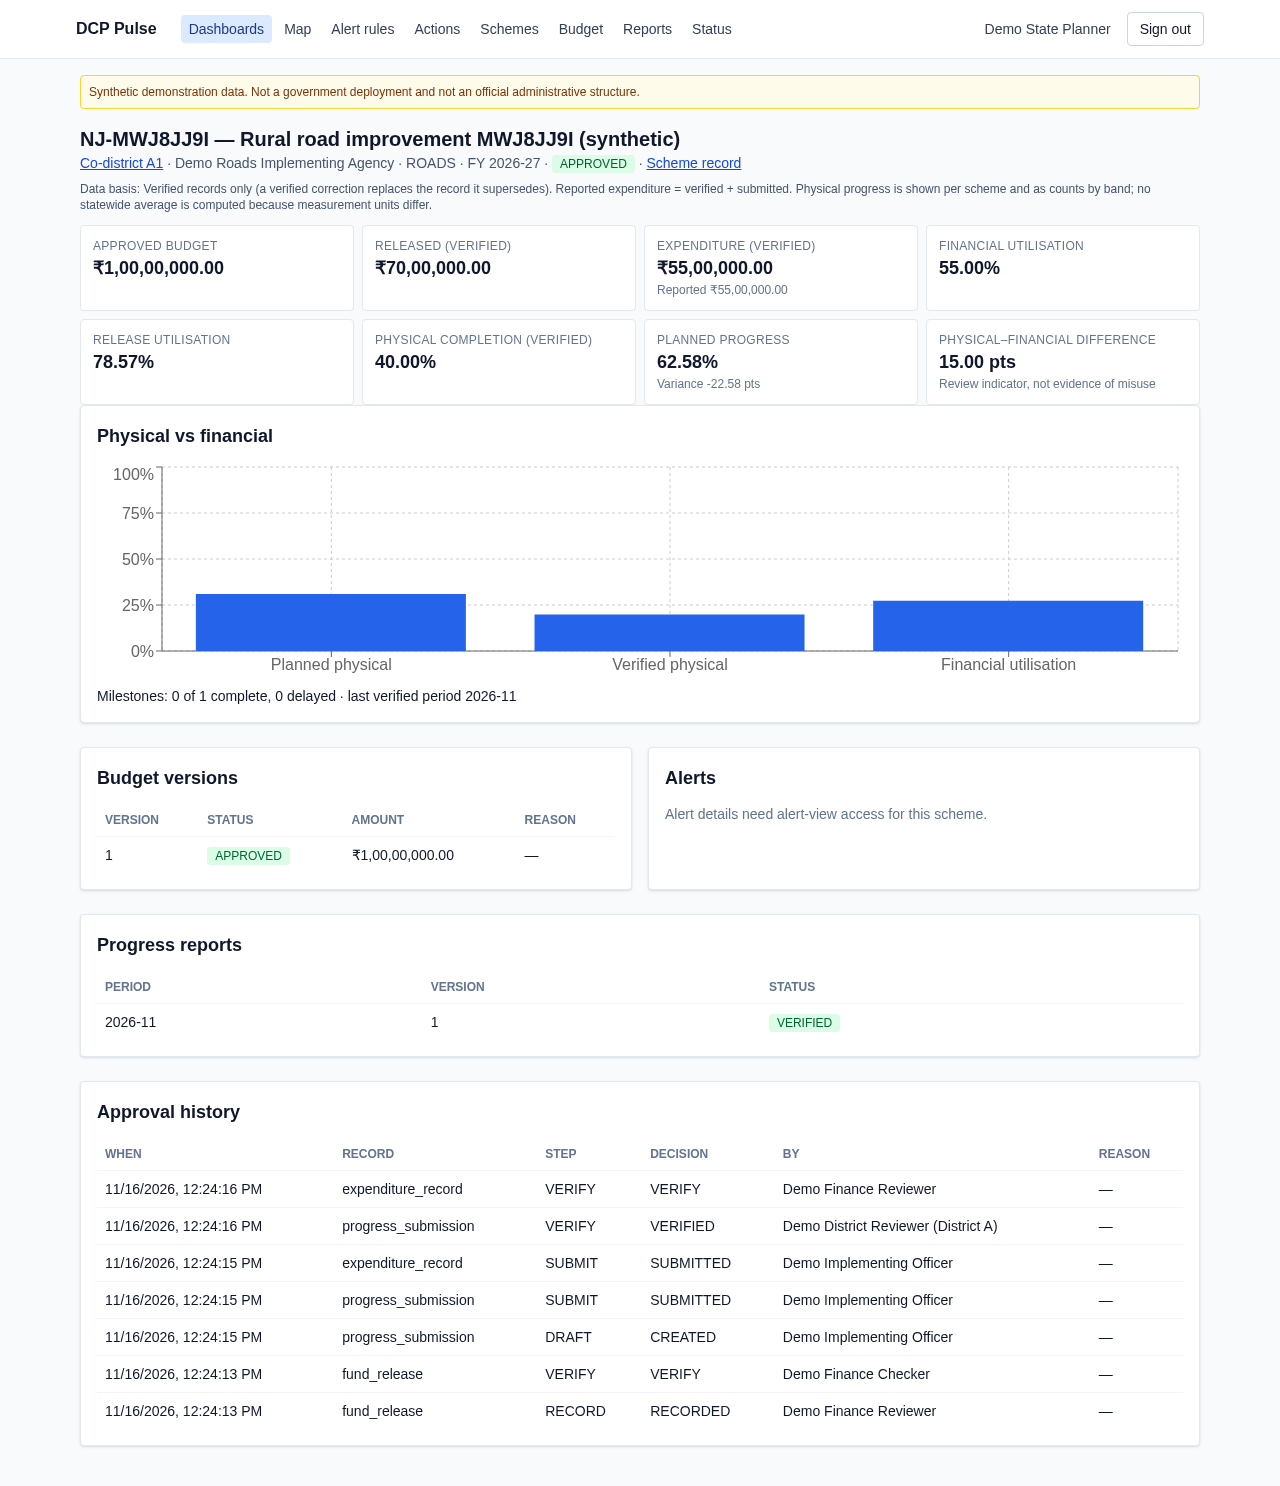 DCP Pulse Dashboards Map Alert rules Actions Schemes Budget Reports Status Demo State Planner Sign out
Synthetic demonstration data. Not a government deployment and not an official administrative structure.
NJ-MWJ8JJ9I — Rural road improvement MWJ8JJ9I (synthetic)
Co-district A1 · Demo Roads Implementing Agency · ROADS · FY 2026-27 · APPROVED · Scheme record
Data basis: Verified records only (a verified correction replaces the record it supersedes). Reported expenditure = verified + submitted. Physical progress is shown per scheme and as counts by band; no
statewide average is computed because measurement units differ.
APPROVED BUDGET
₹1,00,00,000.00
RELEASED (VERIFIED)
₹70,00,000.00
EXPENDITURE (VERIFIED)
₹55,00,000.00
Reported ₹55,00,000.00
FINANCIAL UTILISATION
55.00%
RELEASE UTILISATION
78.57%
PHYSICAL COMPLETION (VERIFIED)
40.00%
PLANNED PROGRESS
62.58%
Variance -22.58 pts
PHYSICAL–FINANCIAL DIFFERENCE
15.00 pts
Review indicator, not evidence of misuse
Physical vs financial
100%
75%
50%
25%
0%
Planned physical Verified physical Financial utilisation
Milestones: 0 of 1 complete, 0 delayed · last verified period 2026-11
Budget versions
VERSION STATUS AMOUNT REASON
1 APPROVED ₹1,00,00,000.00 —
Alerts
Alert details need alert-view access for this scheme.
Progress reports
PERIOD VERSION STATUS
2026-11 1 VERIFIED
Approval history
WHEN RECORD STEP DECISION BY REASON
11/16/2026, 12:24:16 PM expenditure_record VERIFY VERIFY Demo Finance Reviewer —
11/16/2026, 12:24:16 PM progress_submission VERIFY VERIFIED Demo District Reviewer (District A) —
11/16/2026, 12:24:15 PM expenditure_record SUBMIT SUBMITTED Demo Implementing Officer —
11/16/2026, 12:24:15 PM progress_submission SUBMIT SUBMITTED Demo Implementing Officer —
11/16/2026, 12:24:15 PM progress_submission DRAFT CREATED Demo Implementing Officer —
11/16/2026, 12:24:13 PM fund_release VERIFY VERIFY Demo Finance Checker —
11/16/2026, 12:24:13 PM fund_release RECORD RECORDED Demo Finance Reviewer —